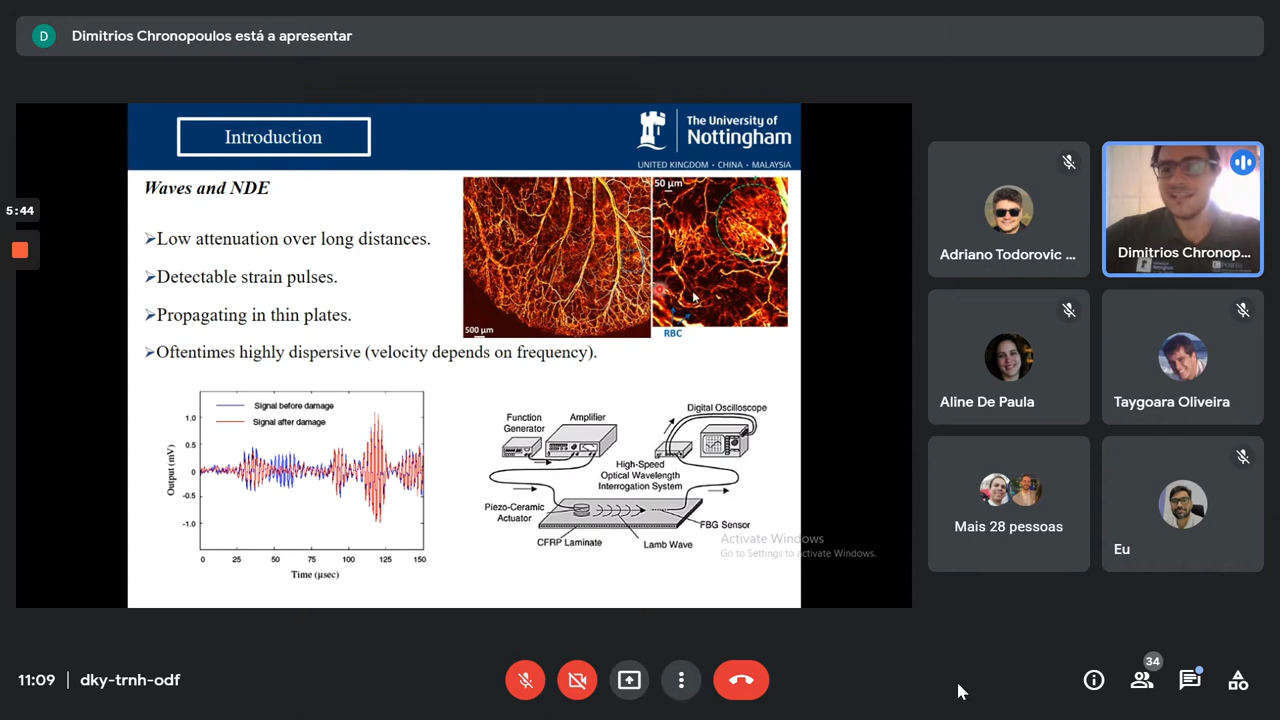 D
Dimitrios Chronopoulos está a apresentar
Introduction
The University of
Nottingham
UNITED KINGDOM • CHINA • MALAYSIA
Waves and NDE
➢Low attenuation over long distances.
➢Detectable strain pulses.
➢Propagating in thin plates.
➢Oftentimes highly dispersive (velocity depends on frequency).
500 µm
50 µm
RBC
Signal before damage
Signal after damage
Output (mV)
1.0
0.5
0
-0.5
-1.0
0 25 50 75 100 125 150
Time (µsec)
Function
Generator
Amplifier
Digital Oscilloscope
High-Speed
Optical Wavelength
Interrogation System
Piezo-Ceramic
Actuator
FBG Sensor
CFRP Laminate
Lamb Wave
Activate Windows
Go to Settings to activate Windows.
5:44
Adriano Todorovic ...
Dimitrios Chronop...
Aline De Paula
Taygoara Oliveira
Mais 28 pessoas
Eu
11:09 | dky-trnh-odf
34